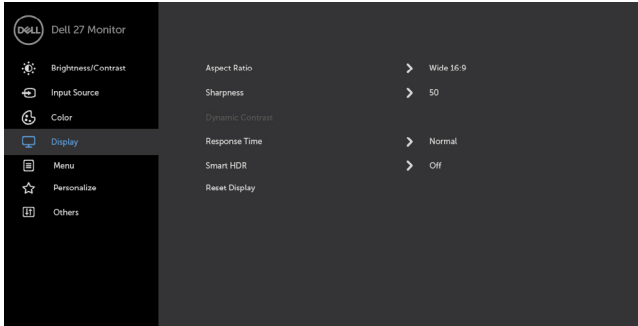 DELL Dell 27 Monitor
Brightness/Contrast
Input Source
Color
Display
Menu
Personalize
Others
Aspect Ratio Wide 16:9
Sharpness 50
Dynamic Contrast
Response Time Normal
Smart HDR Off
Reset Display